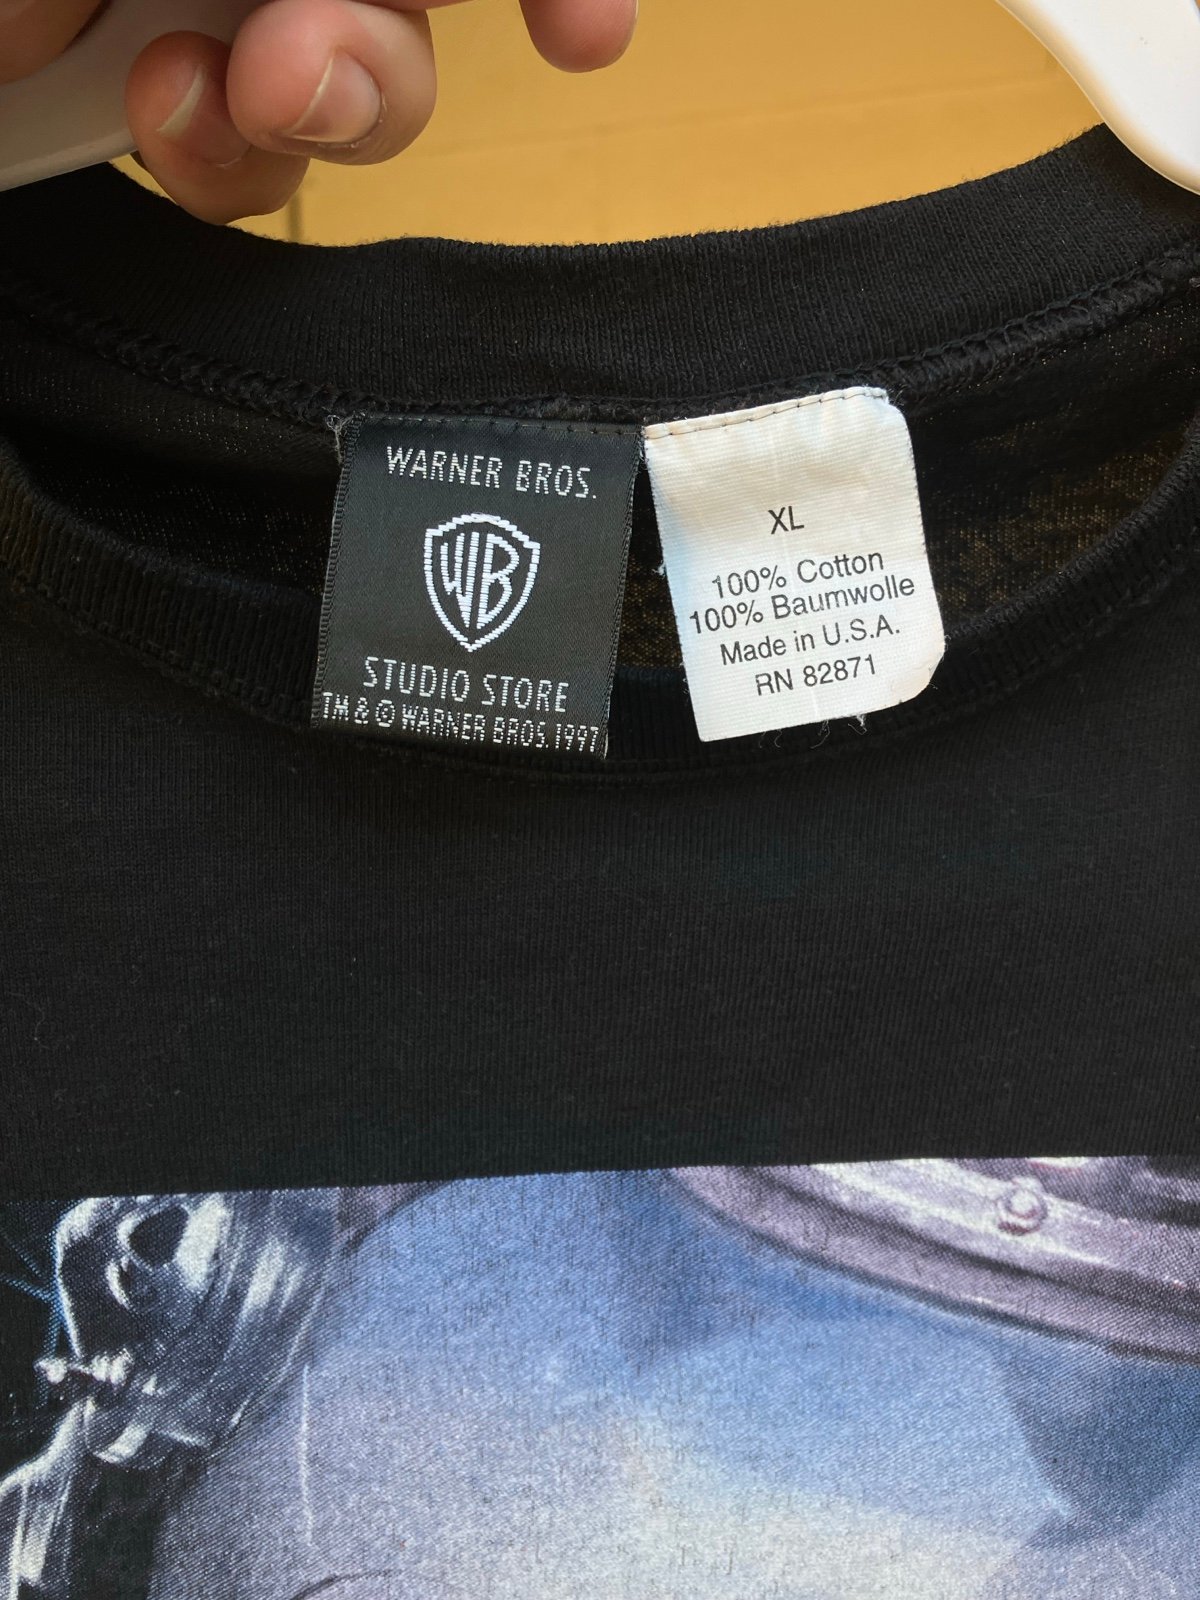 WARNER BROS.
WB
STUDIO STORE
TM & © WARNER BROS. 1997
XL
100% Cotton
100% Baumwolle
Made in U.S.A.
RN 82871